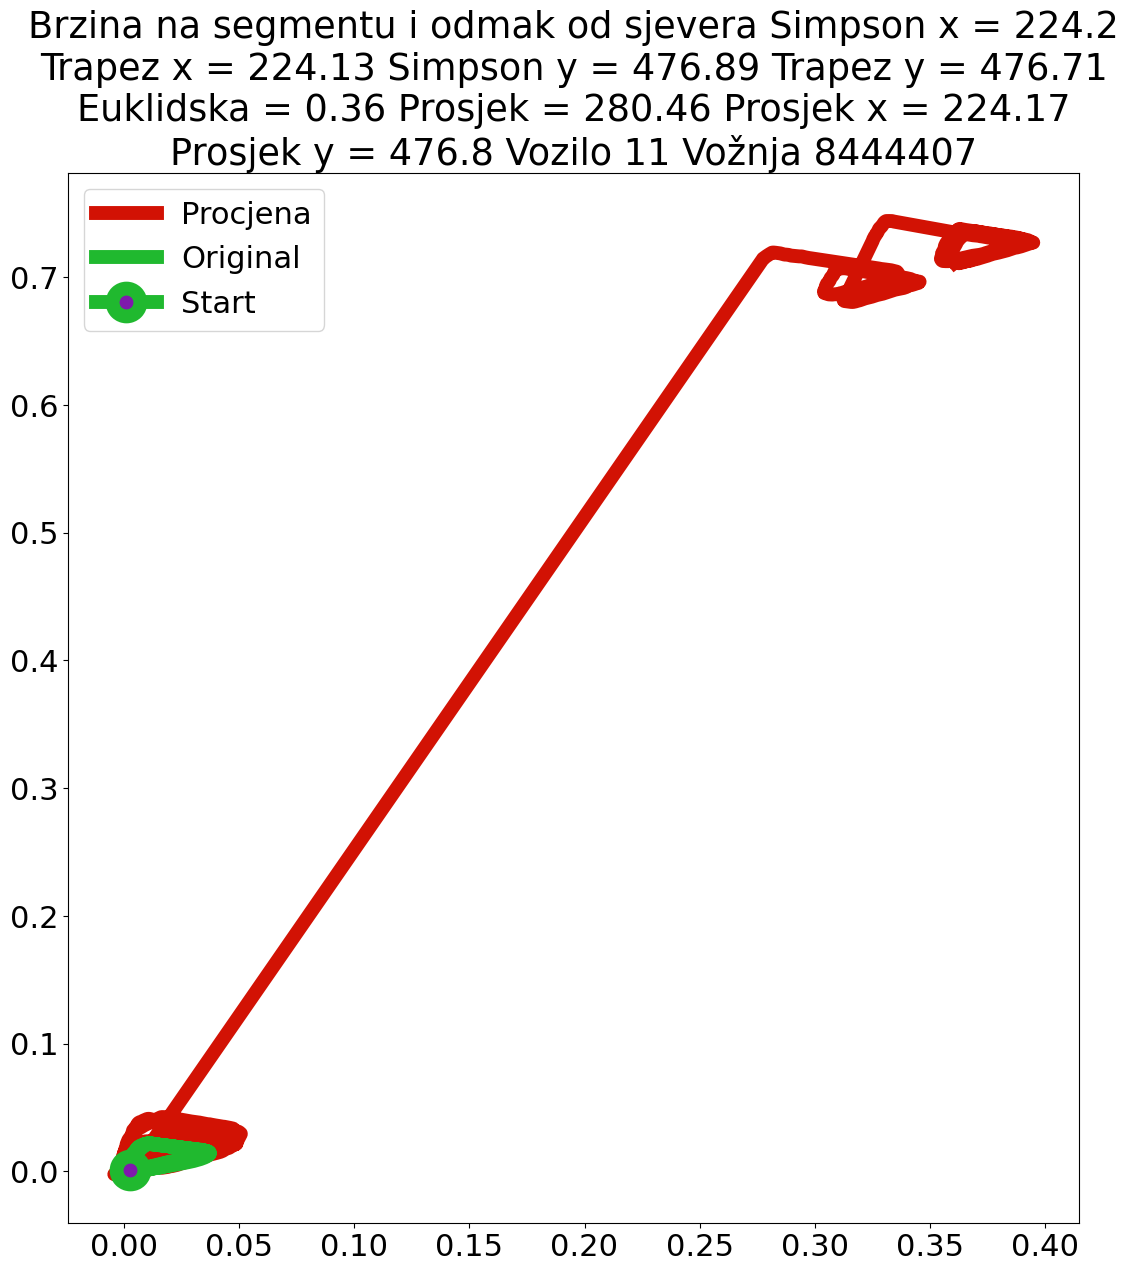 Brzina na segmentu i odmak od sjevera Simpson x = 224.2
Trapez x = 224.13 Simpson y = 476.89 Trapez y = 476.71
Euklidska = 0.36 Prosjek = 280.46 Prosjek x = 224.17
Prosjek y = 476.8 Vozilo 11 Vožnja 8444407
Procjena
Original
Start
0.7
0.6
0.5
0.4
0.3
0.2
0.1
0.0
0.00 0.05 0.10 0.15 0.20 0.25 0.30 0.35 0.40